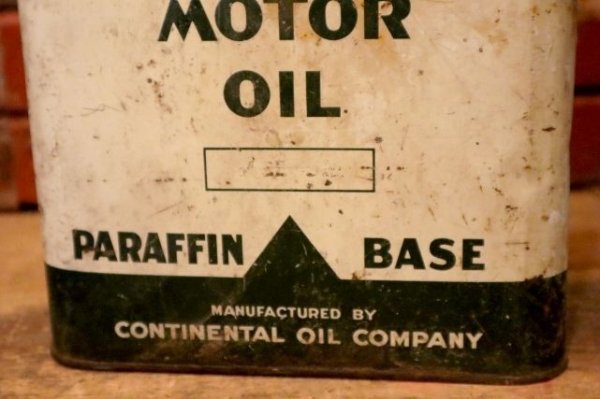 MOTOR
OIL
PARAFFIN BASE
MANUFACTURED BY
CONTINENTAL OIL COMPANY